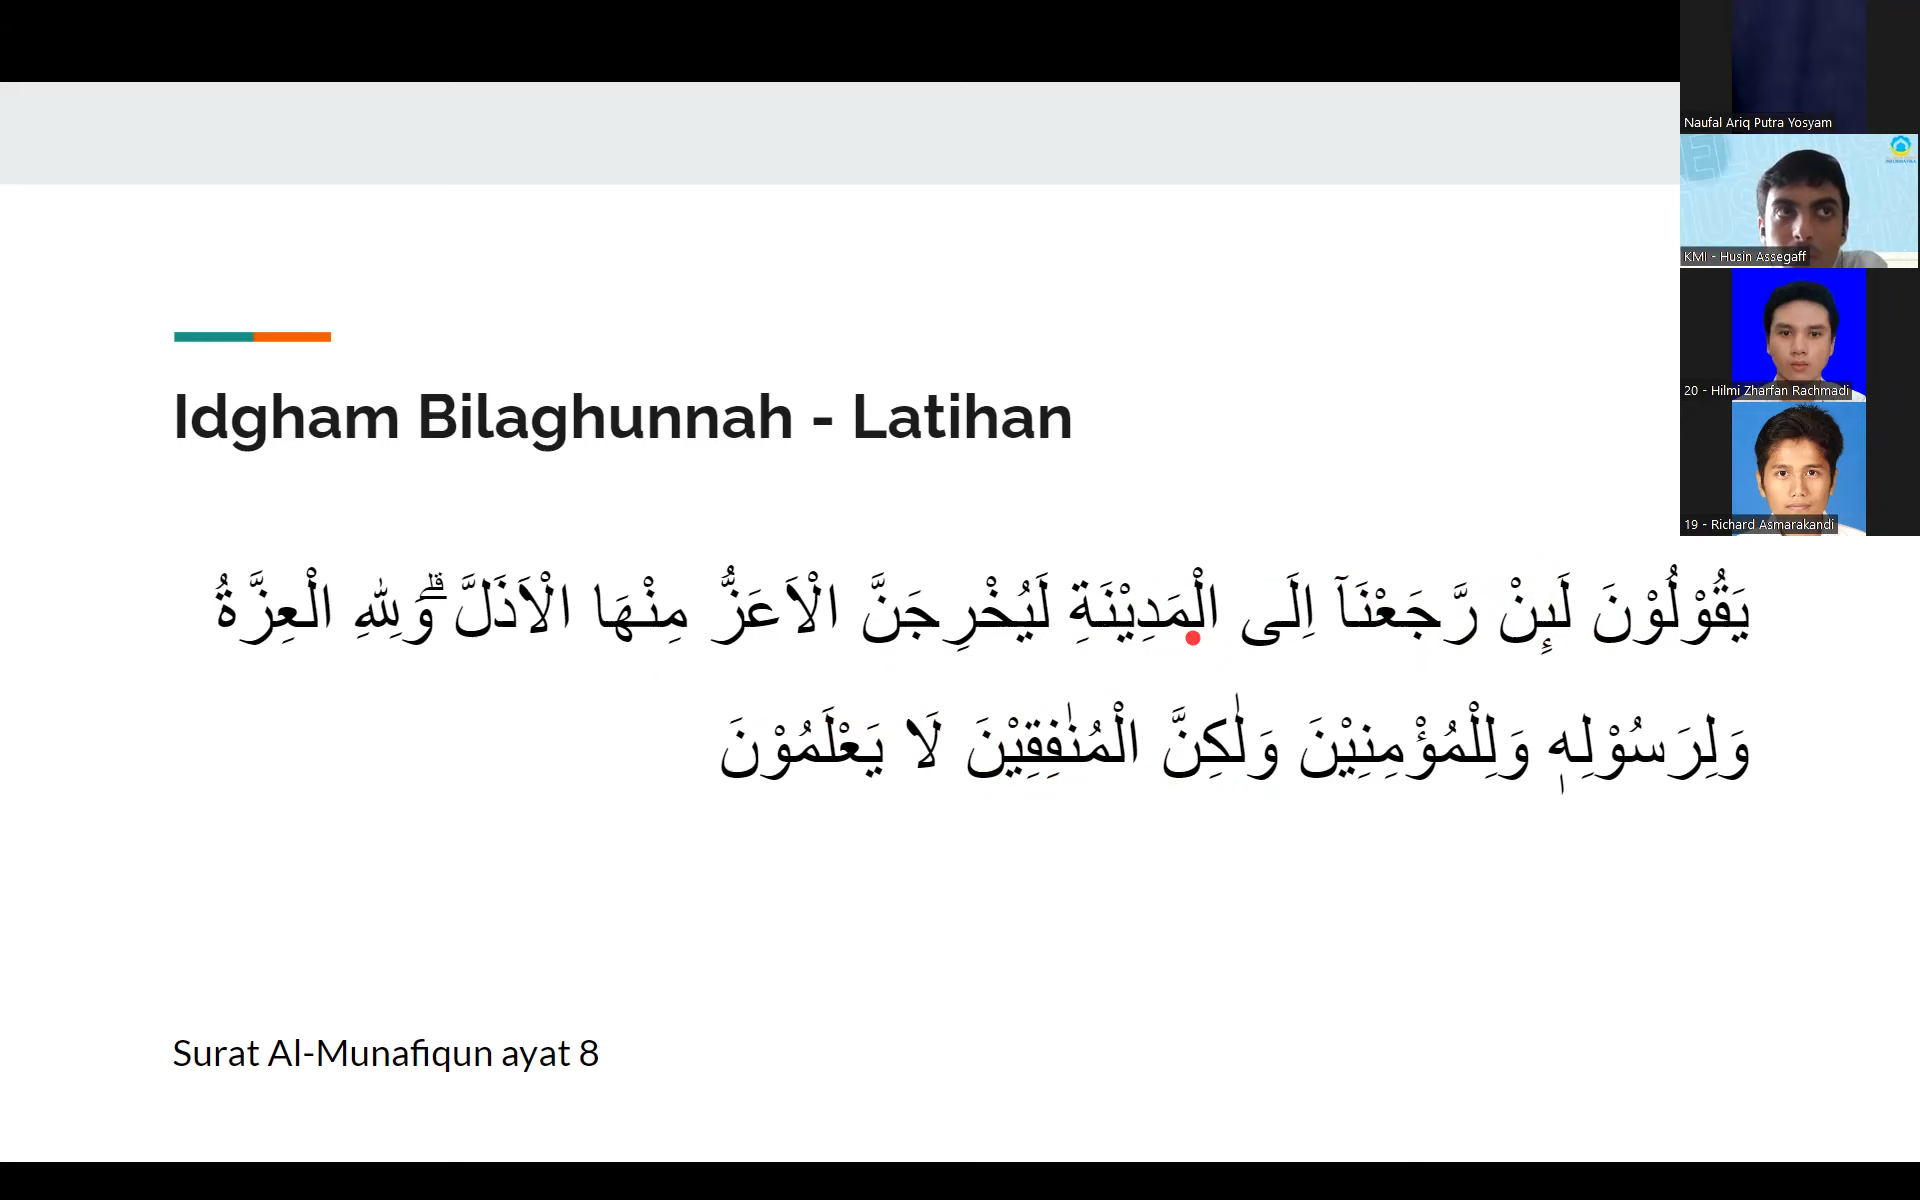 Naufal Ariq Putra Yosyam
KMI - Husin Assegaff
20 - Hilmi Zharfan Rachmadi
19 - Richard Asmarakandi
Idgham Bilaghunnah - Latihan
يَقُوْلُوْنَ لَىِٕنْ رَّجَعْنَآ اِلَى الْمَدِيْنَةِ لَيُخْرِجَنَّ الْاَعَزُّ مِنْهَا الْاَذَلَّ ۗوَلِلّٰهِ الْعِزَّةُ
وَلِرَسُوْلِهٖ وَلِلْمُؤْمِنِيْنَ وَلٰكِنَّ الْمُنٰفِقِيْنَ لَا يَعْلَمُوْنَ
Surat Al-Munafiqun ayat 8